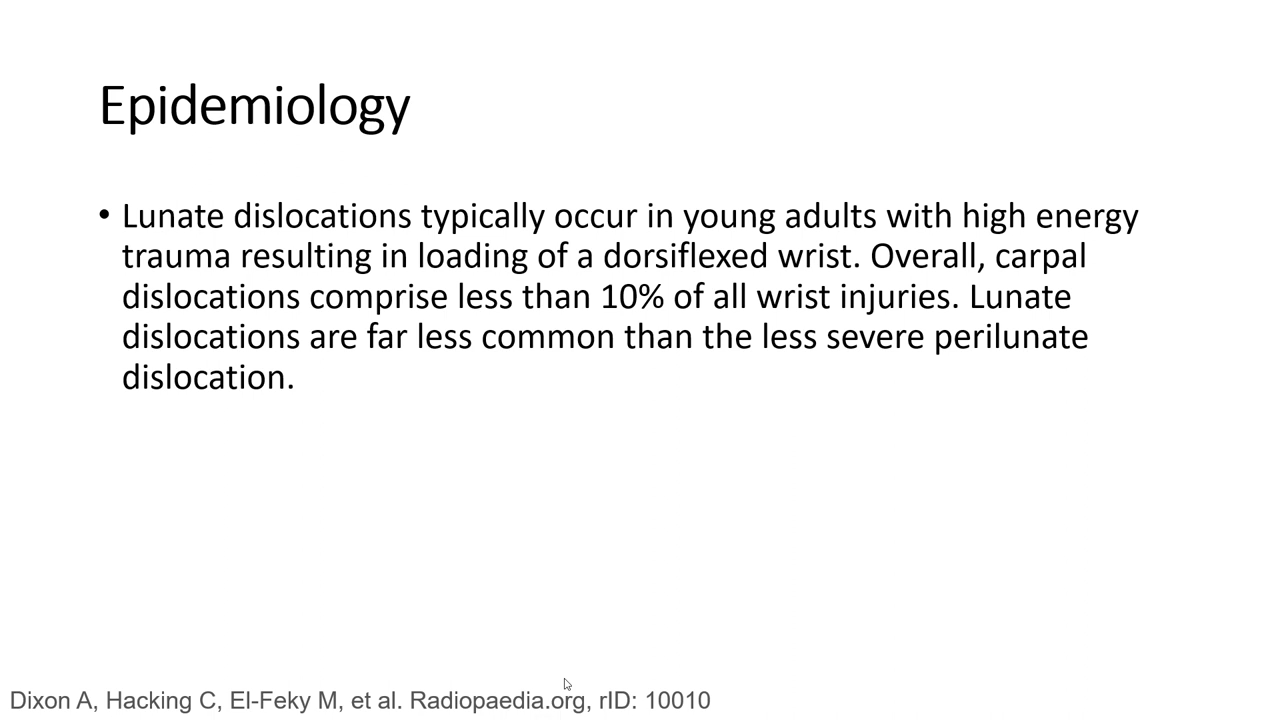 Epidemiology
• Lunate dislocations typically occur in young adults with high energy
trauma resulting in loading of a dorsiflexed wrist. Overall, carpal
dislocations comprise less than 10% of all wrist injuries. Lunate
dislocations are far less common than the less severe perilunate
dislocation.
Dixon A, Hacking C, El-Feky M, et al. Radiopaedia.org, rID: 10010